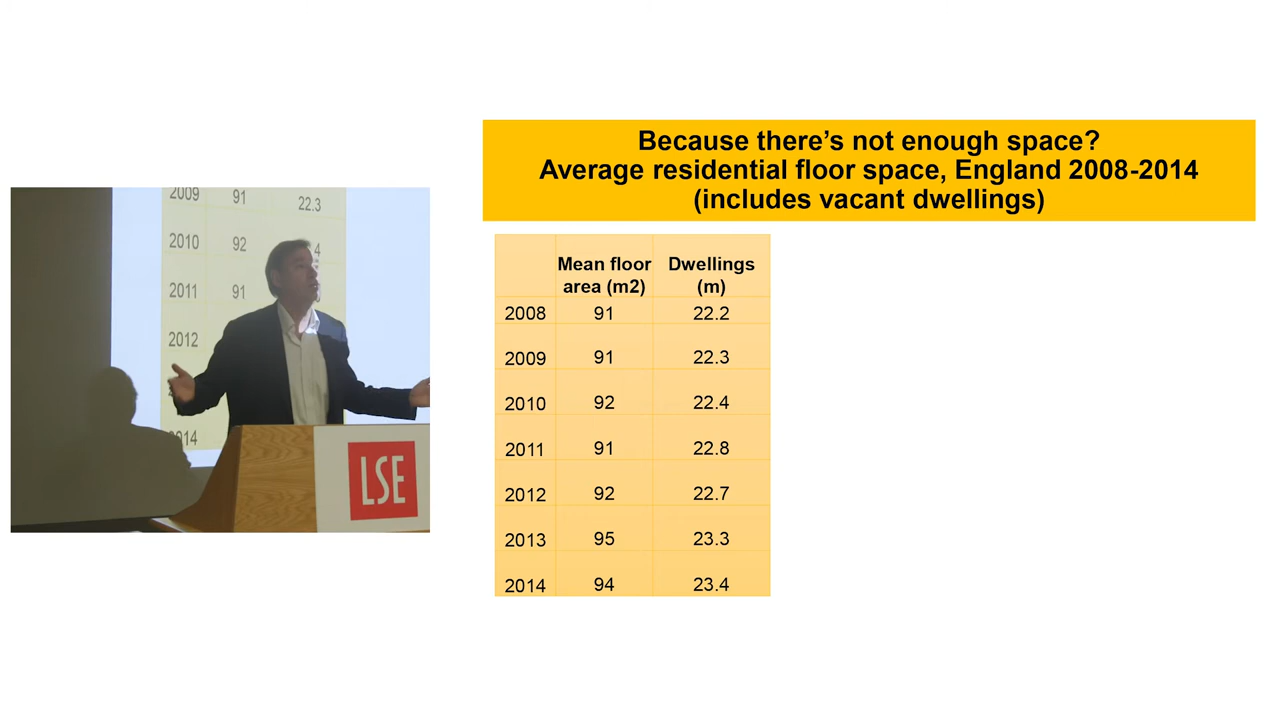 Because there’s not enough space?
Average residential floor space, England 2008-2014
(includes vacant dwellings)
Mean floor area (m2) Dwellings (m)
2008 91 22.2
2009 91 22.3
2010 92 22.4
2011 91 22.8
2012 92 22.7
2013 95 23.3
2014 94 23.4
2009 91 22.3
2010 92 4
2011 91
2012
014
LSE